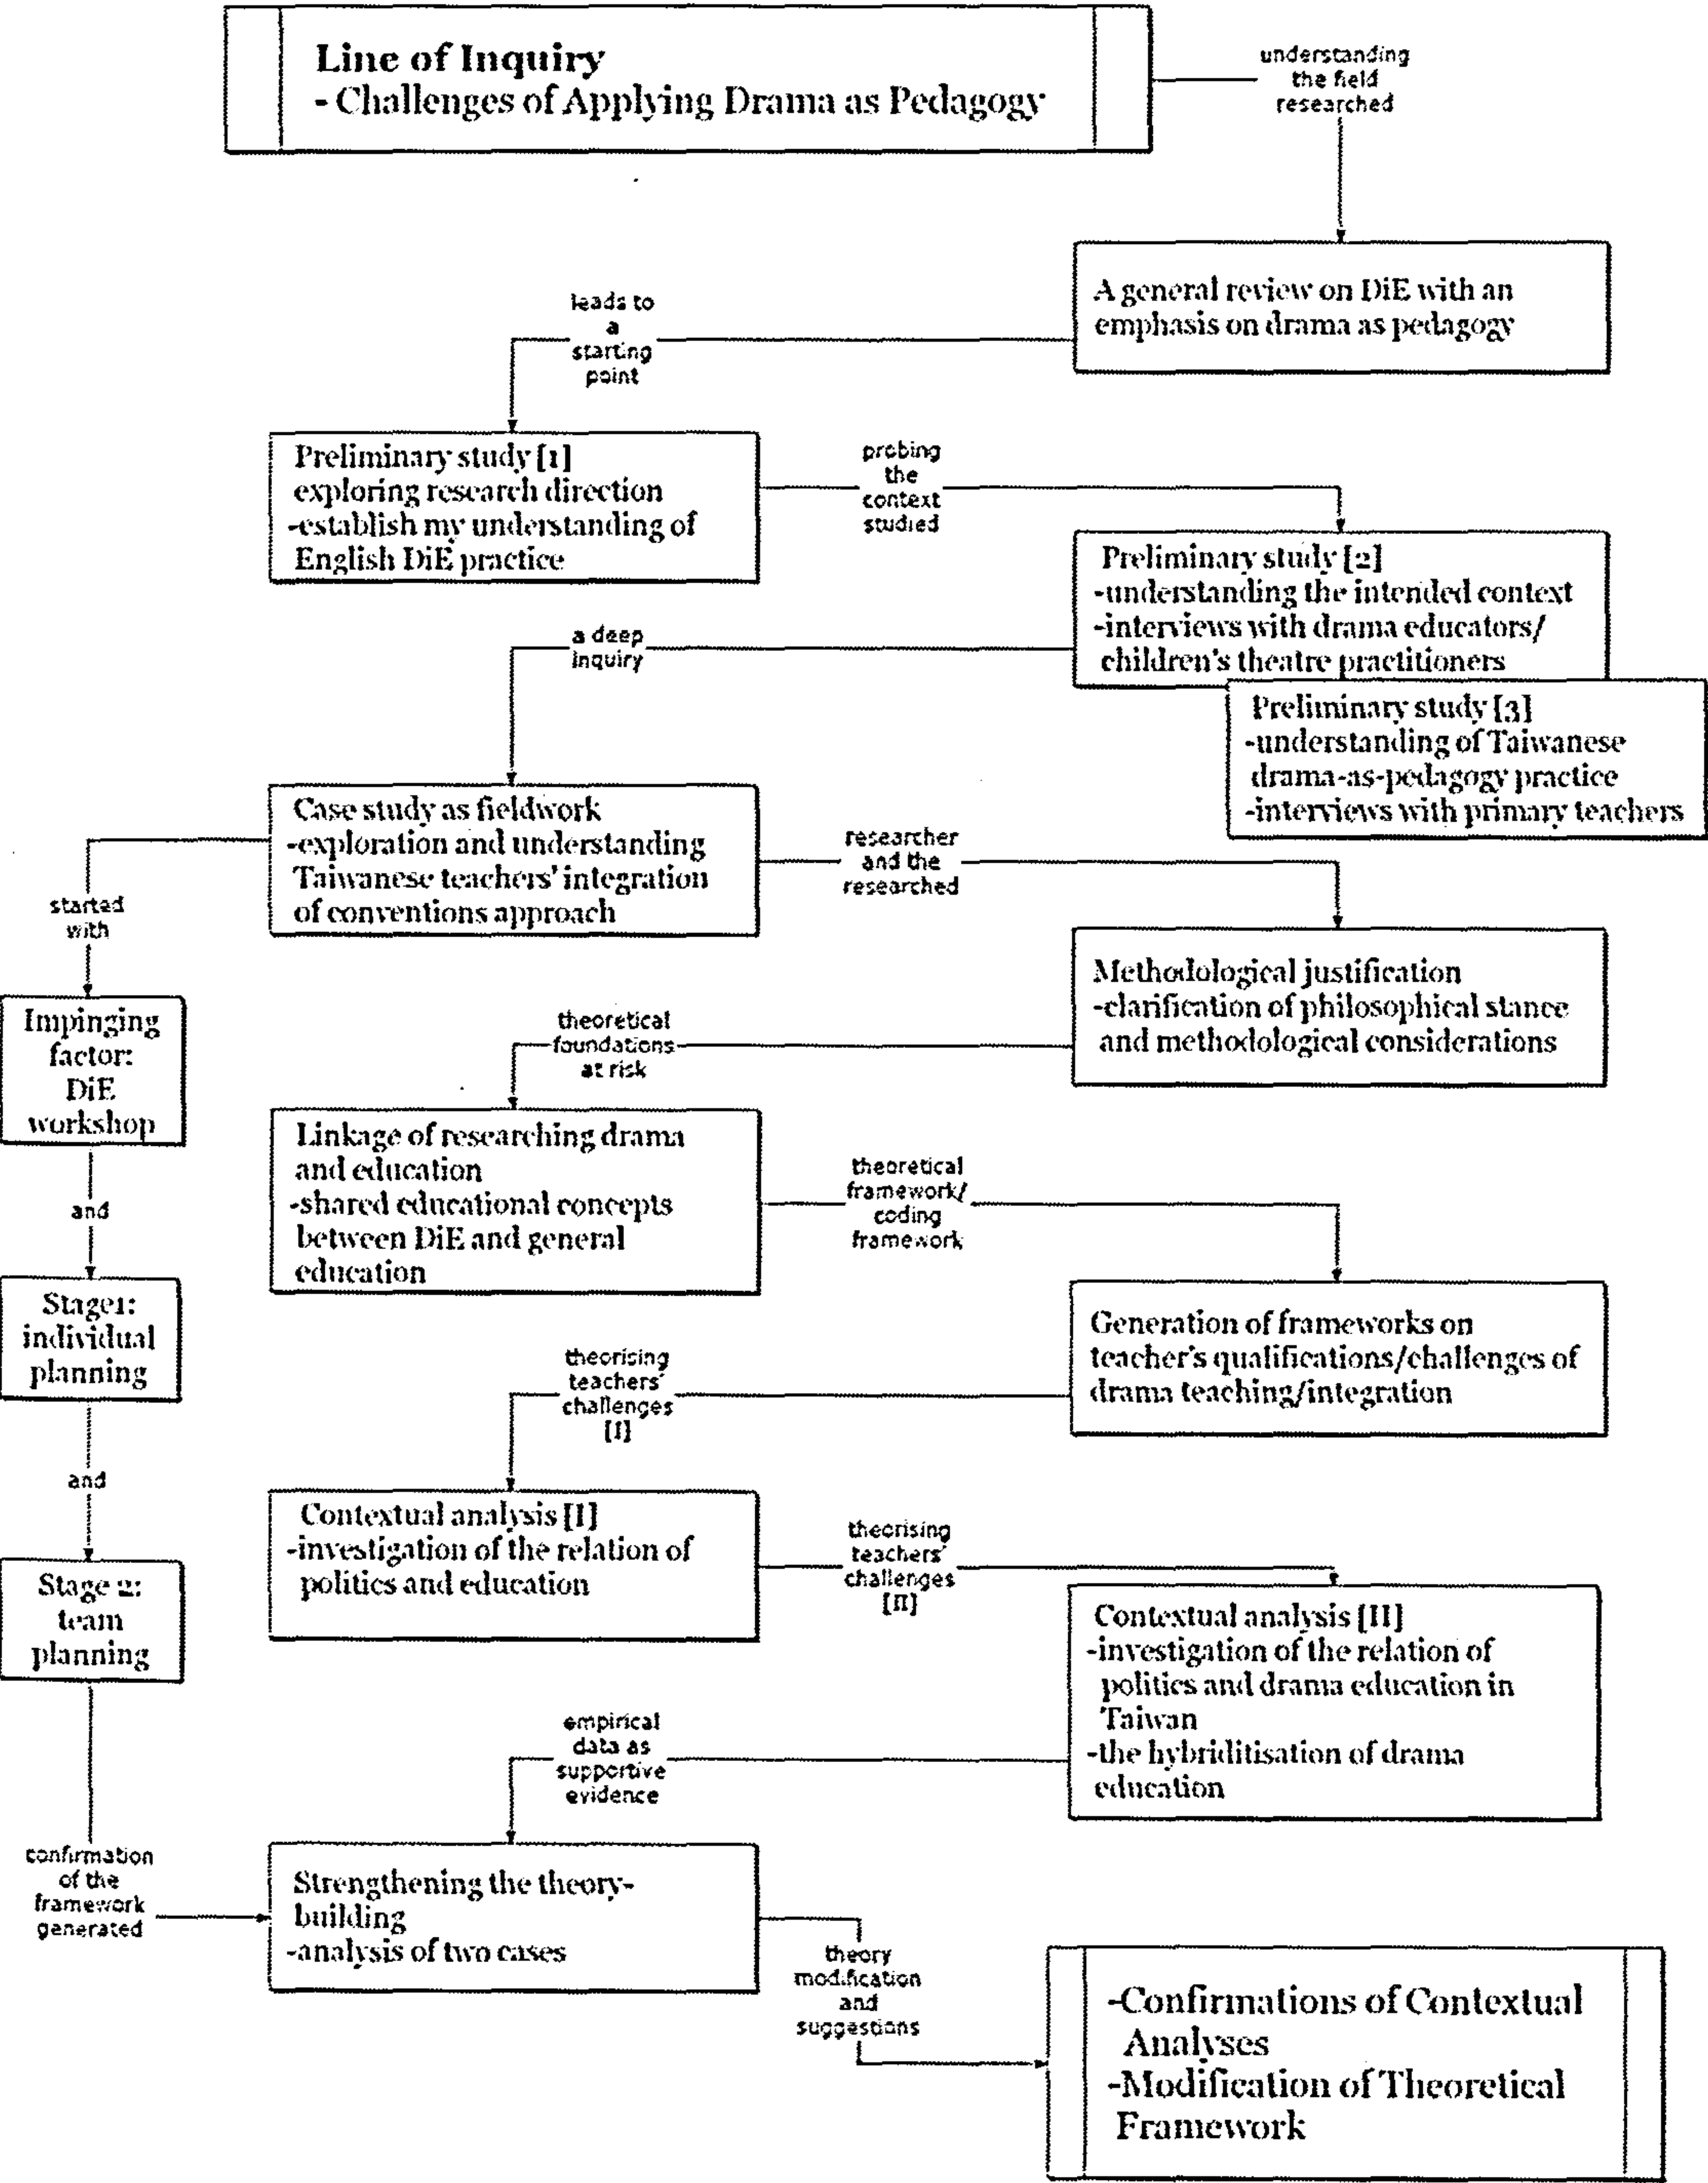 Line of Inquiry
- Challenges of Applying Drama as Pedagogy
understanding
the field
researched
A general review on DiE with an
emphasis on drama as pedagogy
leads to
a
starting
point
Preliminary study [1]
exploring research direction
-establish my understanding of
English DiE practice
probing
the
context
studied
Preliminary study [2]
-understanding the intended context
-interviews with drama educators/
children's theatre practitioners
Preliminary study [3]
-understanding of Taiwanese
drama-as-pedagogy practice
-interviews with primary teachers
a deep
inquiry
Case study as fieldwork
-exploration and understanding
Taiwanese teachers' integration
of conventions approach
started
with
Impinging
factor:
DiE
workshop
and
Stage1:
individual
planning
and
Stage 2:
team
planning
confirmation
of the
framework
generated
researcher
and the
researched
Methodological justification
-clarification of philosophical stance
and methodological considerations
theoretical
foundations
at risk
Linkage of researching drama
and education
-shared educational concepts
between DiE and general
education
theoretical
framework/
coding
framework
Generation of frameworks on
teacher's qualifications/challenges of
drama teaching/integration
theorising
teachers'
challenges
[I]
Contextual analysis [I]
-investigation of the relation of
politics and education
theorising
teachers'
challenges
[II]
Contextual analysis [II]
-investigation of the relation of
politics and drama education in
Taiwan
-the hybriditisation of drama
education
empirical
data as
supportive
evidence
Strengthening the theory-
building
-analysis of two cases
theory
modification
and
suggestions
-Confirmations of Contextual
Analyses
-Modification of Theoretical
Framework